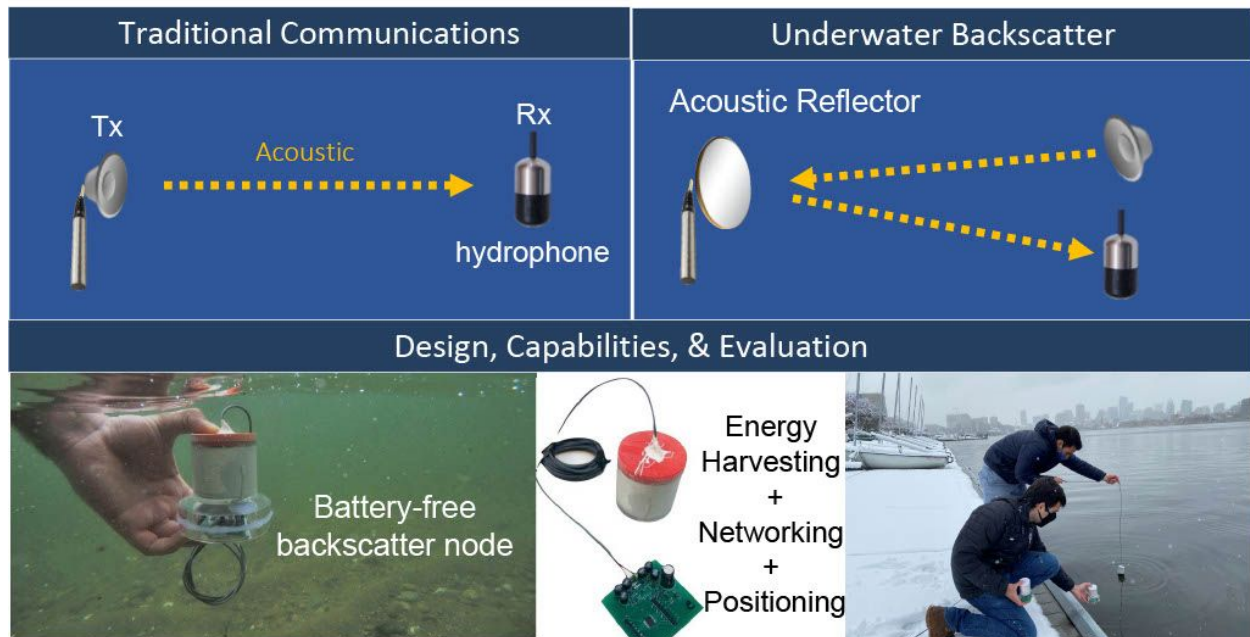 Traditional Communications
Underwater Backscatter
Tx
Acoustic
Rx
hydrophone
Acoustic Reflector
Design, Capabilities, & Evaluation
Battery-free
backscatter node
Energy
Harvesting
+
Networking
+
Positioning